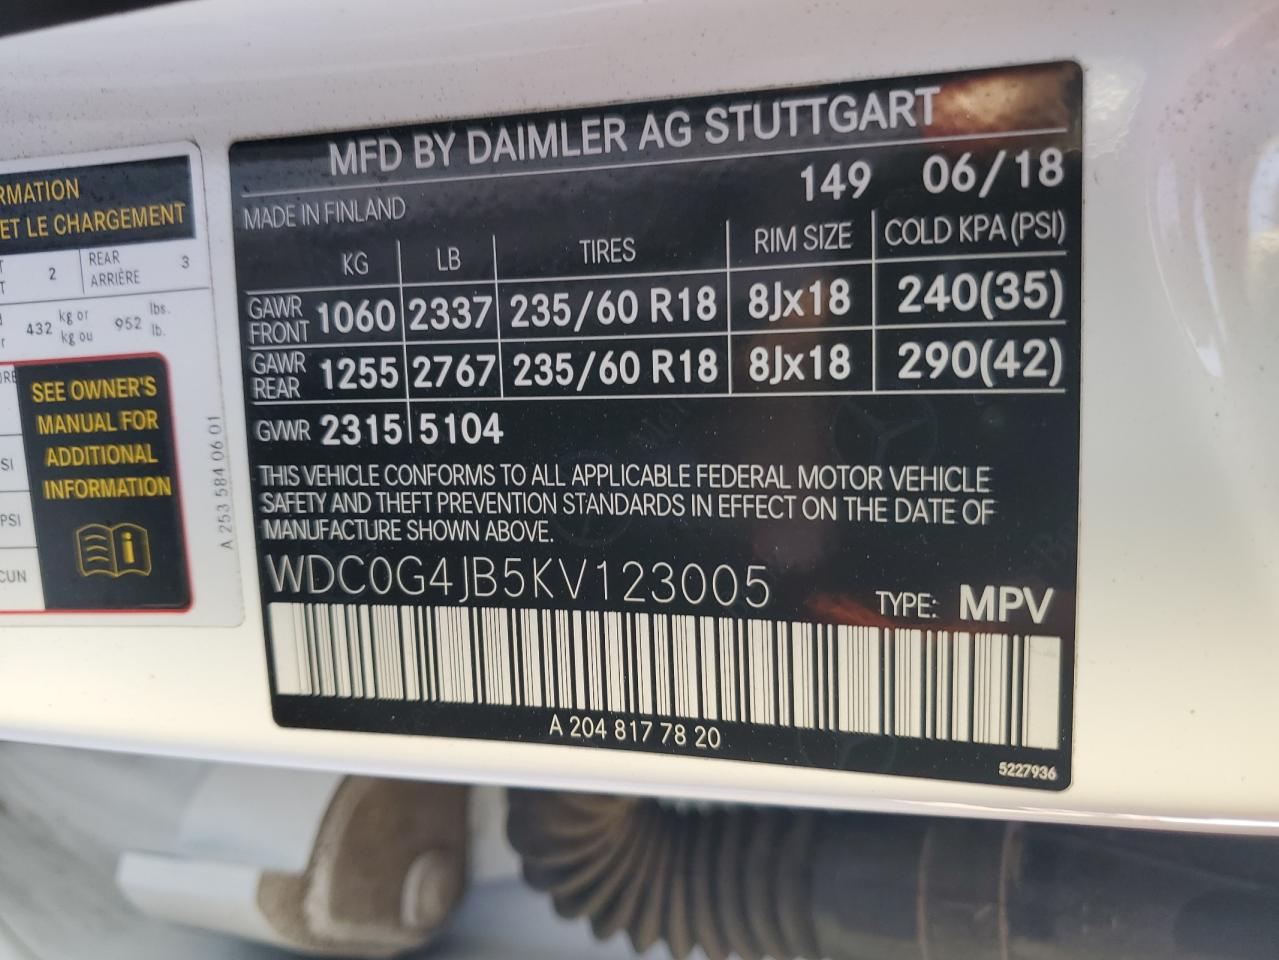 RMATION
ET LE CHARGEMENT
2 REAR ARRIÈRE 3
432 kg or kg ou 952 lbs. lb.
SEE OWNER'S
MANUAL FOR
ADDITIONAL
INFORMATION
PSI
CUN
A 253 584 06 01
MFD BY DAIMLER AG STUTTGART
149 06/18
MADE IN FINLAND
KG LB TIRES RIM SIZE COLD KPA(PSI)
GAWR FRONT 1060 2337 235/60 R18 8Jx18 240(35)
GAWR REAR 1255 2767 235/60 R18 8Jx18 290(42)
GVWR 2315 5104
THIS VEHICLE CONFORMS TO ALL APPLICABLE FEDERAL MOTOR VEHICLE
SAFETY AND THEFT PREVENTION STANDARDS IN EFFECT ON THE DATE OF
MANUFACTURE SHOWN ABOVE.
WDC0G4JB5KV123005
TYPE: MPV
A 204 817 78 20
5227936